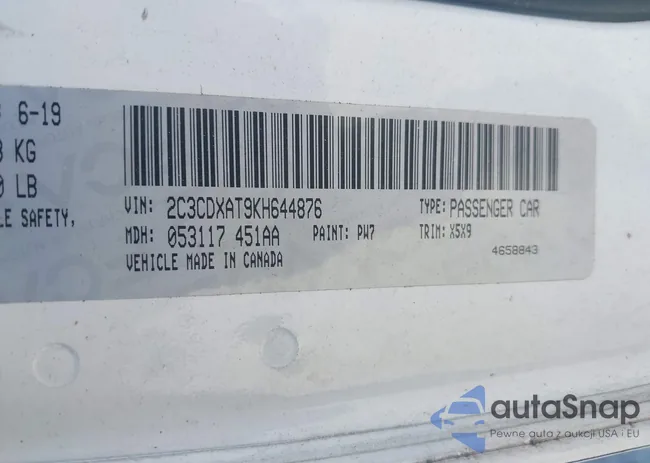 6-19
KG
LB
LE SAFETY,
VIN: 2C3CDXAT9KH644876 TYPE: PASSENGER CAR
MDH: 053117 451AA PAINT: PW7 TRIM: X5X9
VEHICLE MADE IN CANADA 4658843
autaSnap
Pewne auta z aukcji USA i EU